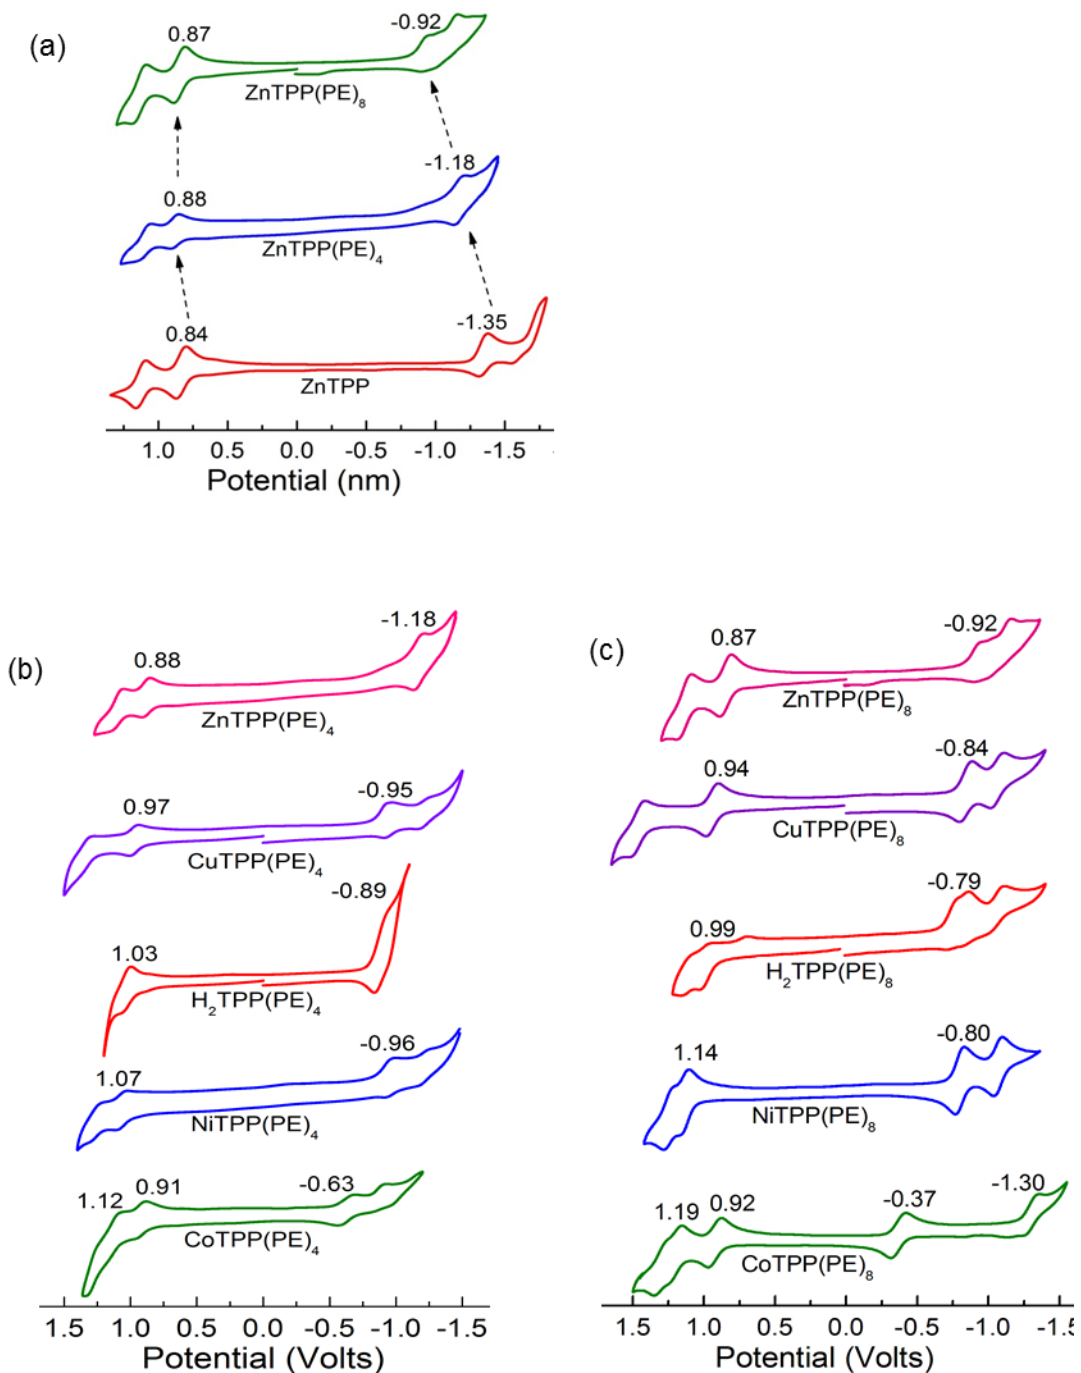 (a)
0.87 -0.92
ZnTPP(PE)8
0.88 -1.18
ZnTPP(PE)4
0.84 -1.35
ZnTPP
1.0 0.5 0.0 -0.5 -1.0 -1.5
Potential (nm)
(b)
0.88 -1.18
ZnTPP(PE)4
0.97 -0.95
CuTPP(PE)4
1.03 -0.89
H2TPP(PE)4
1.07 -0.96
NiTPP(PE)4
1.12 0.91 -0.63
CoTPP(PE)4
1.5 1.0 0.5 0.0 -0.5 -1.0 -1.5
Potential (Volts)
(c)
0.87 -0.92
ZnTPP(PE)8
0.94 -0.84
CuTPP(PE)8
0.99 -0.79
H2TPP(PE)8
1.14 -0.80
NiTPP(PE)8
1.19 0.92 -0.37 -1.30
CoTPP(PE)8
1.5 1.0 0.5 0.0 -0.5 -1.0 -1.5
Potential (Volts)